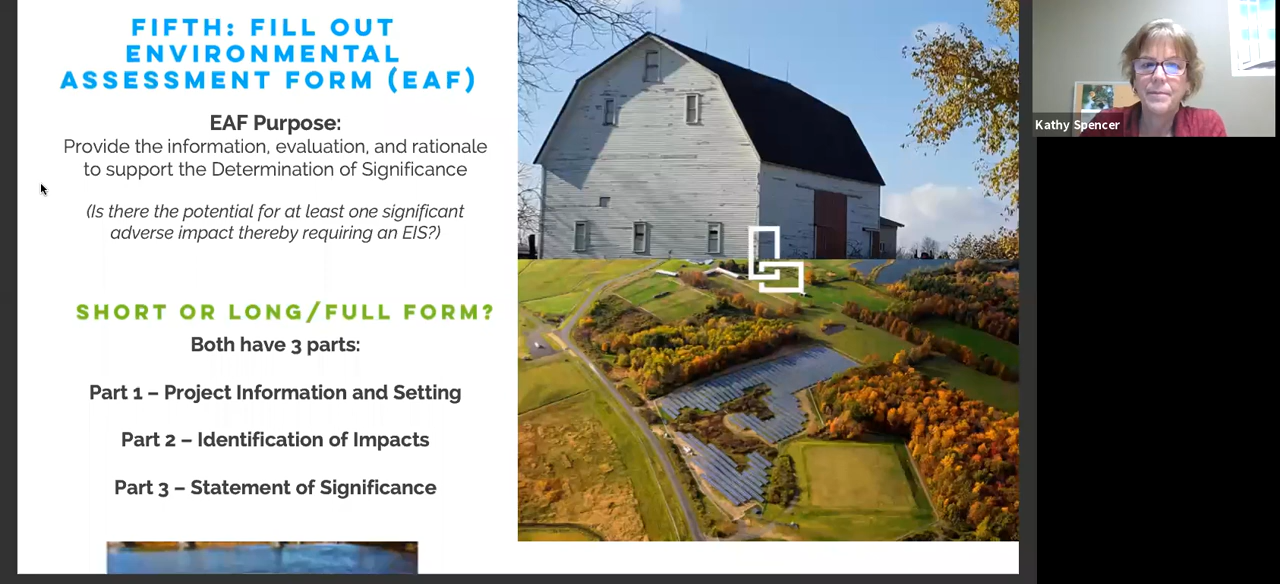 FIFTH: FILL OUT
ENVIRONMENTAL
ASSESSMENT FORM (EAF)
EAF Purpose:
Provide the information, evaluation, and rationale
to support the Determination of Significance
(Is there the potential for at least one significant
adverse impact thereby requiring an EIS?)
SHORT OR LONG/FULL FORM?
Both have 3 parts:
Part 1 – Project Information and Setting
Part 2 – Identification of Impacts
Part 3 – Statement of Significance
Kathy Spencer